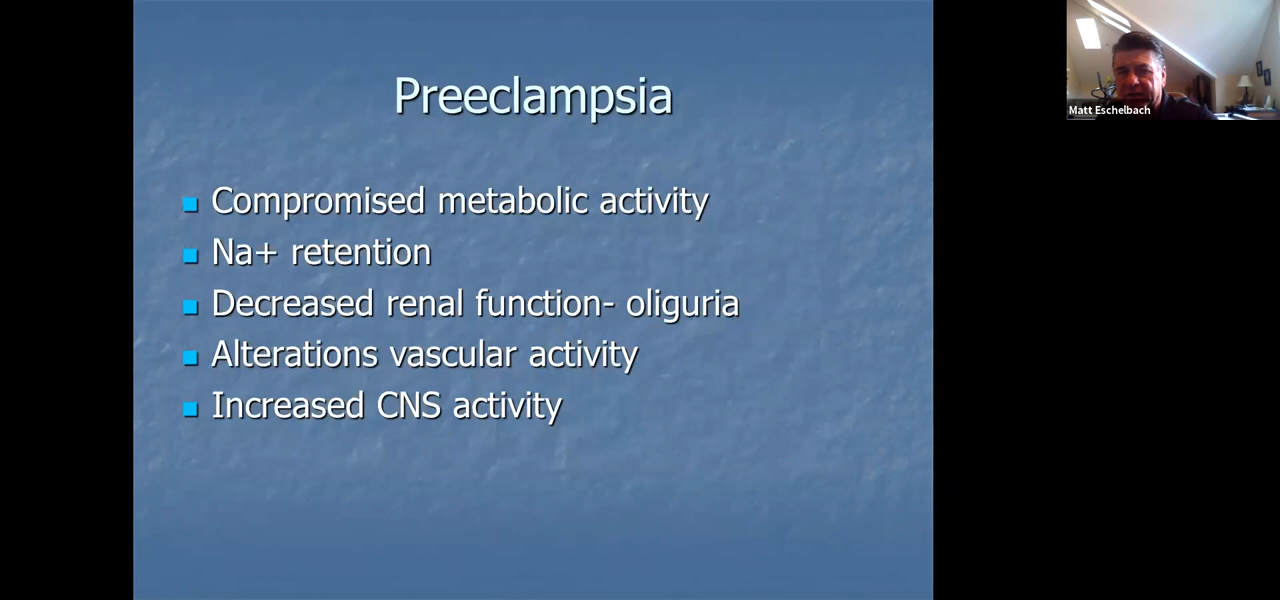 Preeclampsia
Compromised metabolic activity
Na+ retention
Decreased renal function- oliguria
Alterations vascular activity
Increased CNS activity
Matt Eschelbach